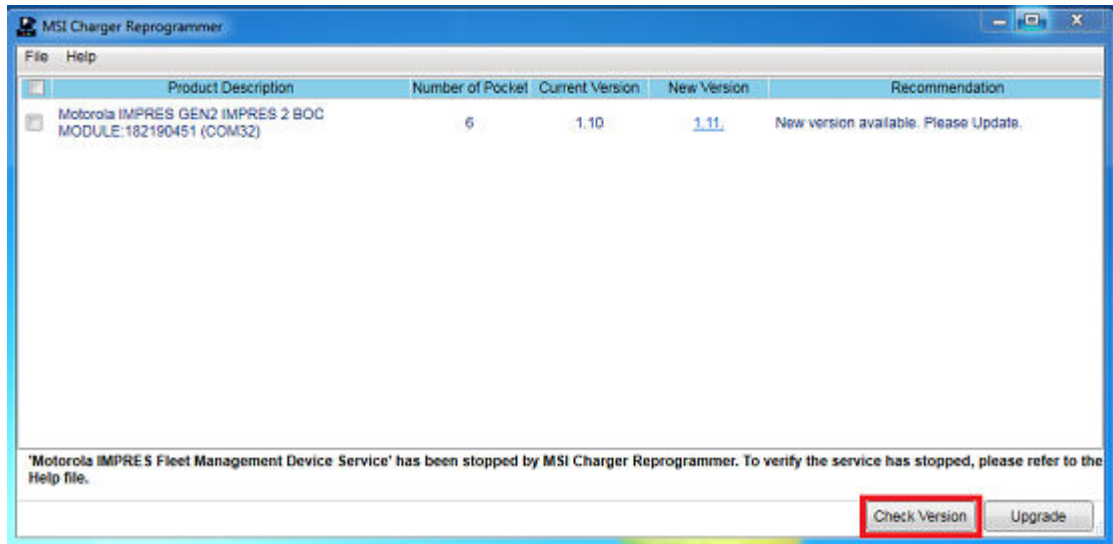 MSI Charger Reprogrammer
File Help
Product Description Number of Pocket Current Version New Version Recommendation
Motorola IMPRES GEN2 IMPRES 2 BOC
MODULE:182190451 (COM32) 6 1.10 1.11. New version available. Please Update.
'Motorola IMPRES Fleet Management Device Service' has been stopped by MSI Charger Reprogrammer. To verify the service has stopped, please refer to the
Help file.
Check Version Upgrade